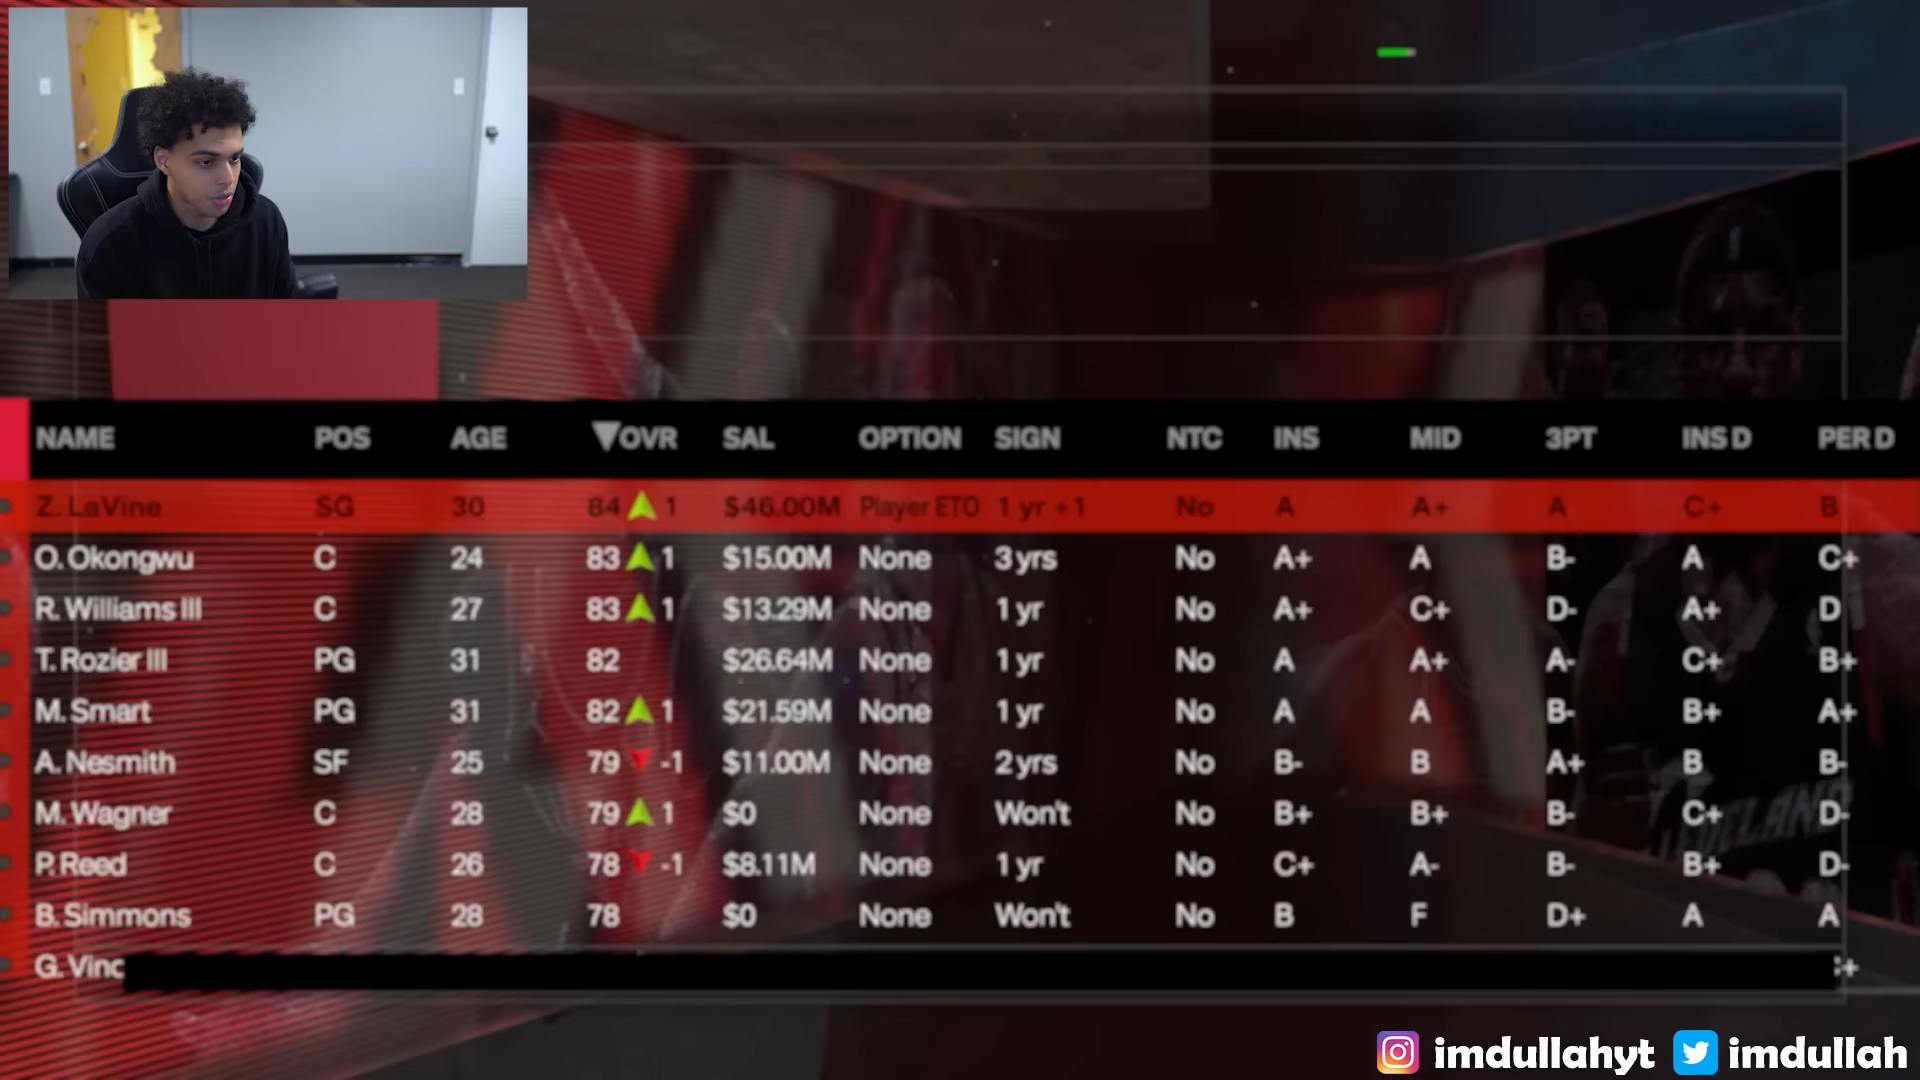 NAME POS AGE ▼OVR SAL OPTION SIGN NTC INS MID 3PT INS D PER D
Z. LaVine SG 30 84 1 $46.00M Player ETO 1 yr +1 No A A+ A C+ B
O. Okongwu C 24 83 1 $15.00M None 3 yrs No A+ A B- A C+
R. Williams III C 27 83 1 $13.29M None 1 yr No A+ C+ D- A+ D
T. Rozier III PG 31 82 $26.64M None 1 yr No A A+ A- C+ B+
M. Smart PG 31 82 1 $21.59M None 1 yr No A A B- B+ A+
A. Nesmith SF 25 79 -1 $11.00M None 2 yrs No B- B A+ B B-
M. Wagner C 28 79 1 $0 None Won't No B+ B+ B- C+ D-
P. Reed C 26 78 -1 $8.11M None 1 yr No C+ A- B- B+ D-
B. Simmons PG 28 78 $0 None Won't No B F D+ A A
G. Vinc
imdullahyt imdullah